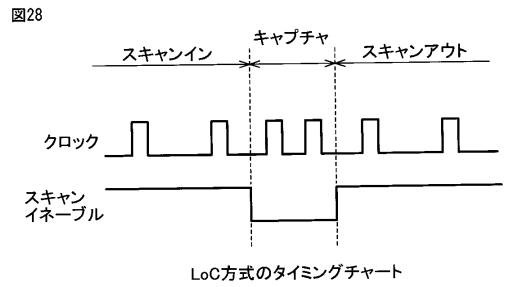 図28
キャプチャ
スキャンイン
スキャンアウト
クロック
スキャン
イネーブル
LoC方式のタイミングチャート